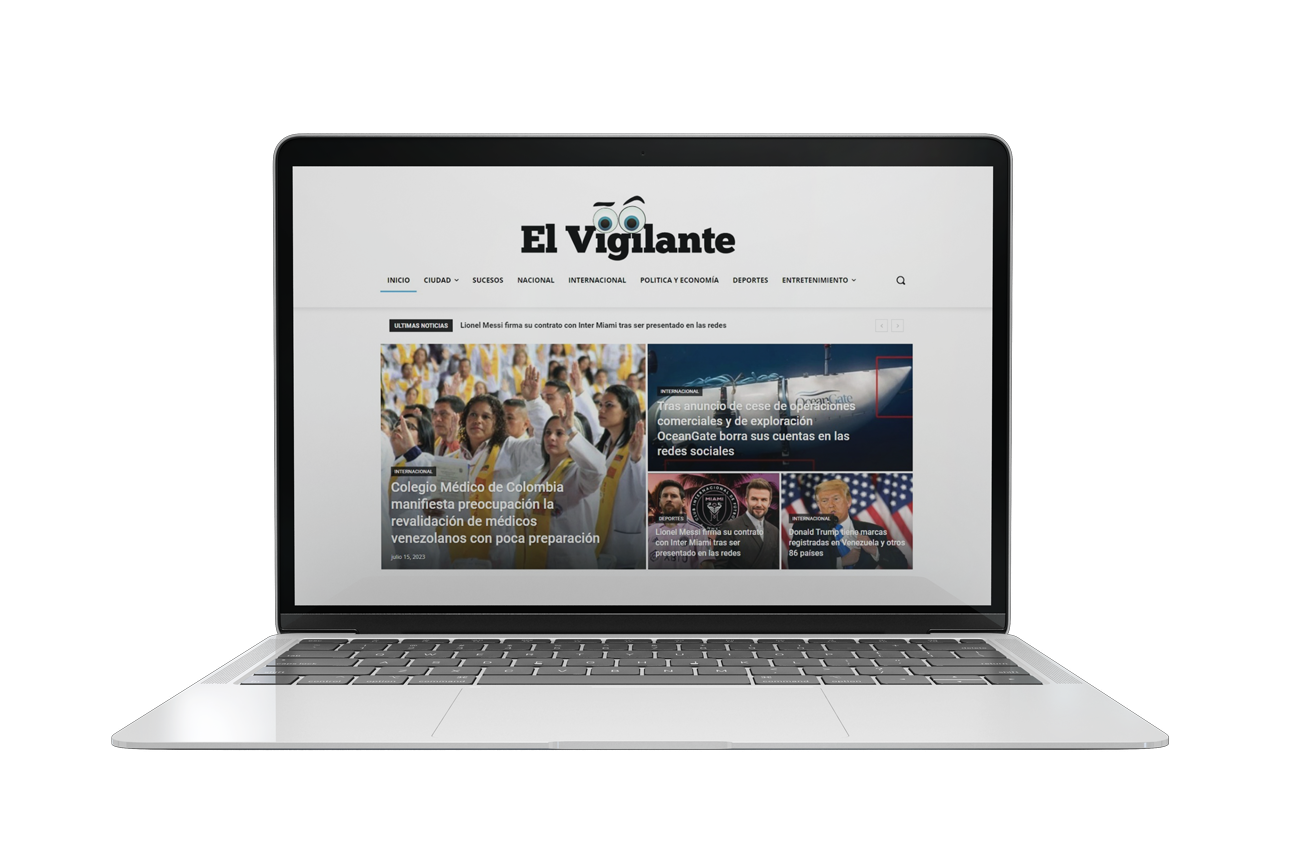 El Vigilante
INICIO CIUDAD SUCESOS NACIONAL INTERNACIONAL POLITICA Y ECONOMÍA DEPORTES ENTRETENIMIENTO
ULTIMAS NOTICIAS Lionel Messi firma su contrato con Inter Miami tras ser presentado en las redes
INTERNACIONAL
Colegio Médico de Colombia
manifiesta preocupación la
revalidación de médicos
venezolanos con poca preparación
julio 15, 2023
OceanGate
INTERNACIONAL
Tras anuncio de cese de operaciones
comerciales y de exploración
OceanGate borra sus cuentas en las
redes sociales
MIAMI
DEPORTES
Lionel Messi firma su contrato
con Inter Miami tras ser
presentado en las redes
INTERNACIONAL
Donald Trump tiene marcas
registradas en Venezuela y otros
86 países